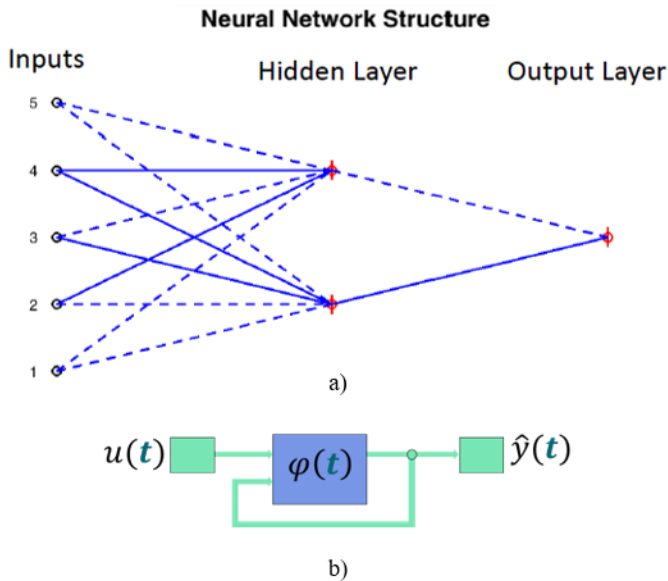 Neural Network Structure
Inputs
Hidden Layer
Output Layer
5
4
3
2
1
a)
u(t)
φ(t)
ŷ(t)
b)